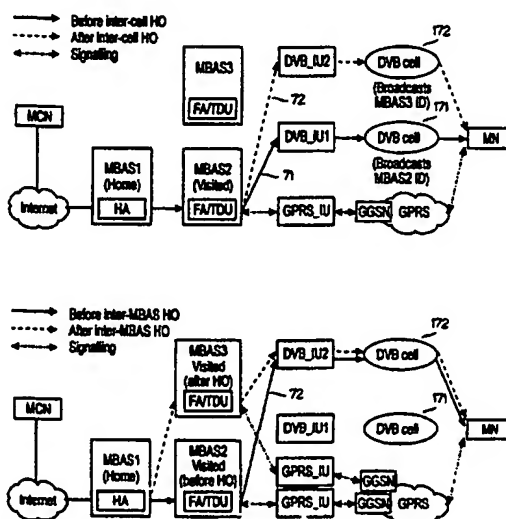 Before inter-cell HO
After inter-cell HO
Signalling
MBAS3
FA/TDU
DVB_IU2
DVB cell
172
(Broadcasts
MBAS3 ID)
72
MCN
DVB_IU1
DVB cell
171
(Broadcasts
MBAS2 ID)
MN
71
Internet
MBAS1
(Home)
HA
MBAS2
(Visited)
FA/TDU
GPRS_IU
GGSN
GPRS
Before inter-MBAS HO
After inter-MBAS HO
Signalling
MBAS3
Visited
(after HO)
FA/TDU
DVB_IU2
DVB cell
172
72
MCN
DVB_IU1
DVB cell
171
MN
Internet
MBAS1
(Home)
HA
MBAS2
Visited
(before HO)
FA/TDU
GPRS_IU
GGSN
GPRS_IU
GGSN
GPRS